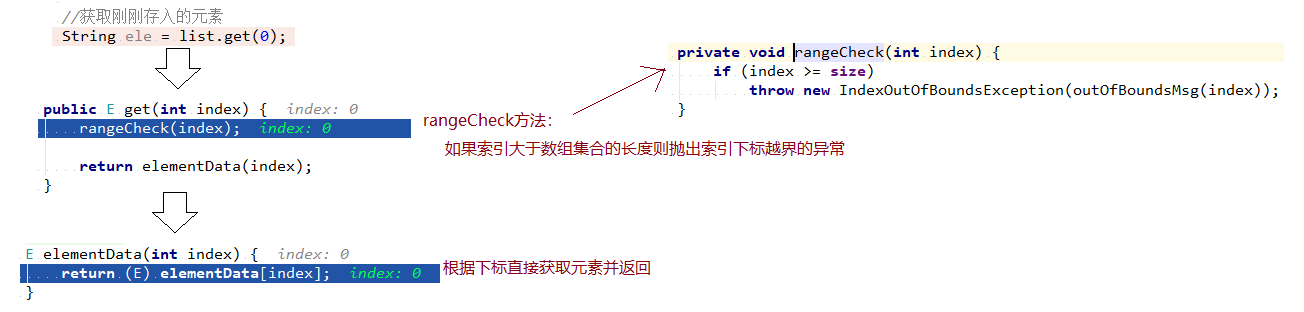 //获取刚刚存入的元素
String ele = list.get(0);
public E get(int index) { index: 0
rangeCheck(index); index: 0
return elementData(index);
}
E elementData(int index) { index: 0
return (E) elementData[index]; index: 0
}
根据下标直接获取元素并返回
rangeCheck方法:
如果索引大于数组集合的长度则抛出索引下标越界的异常
private void rangeCheck(int index) {
if (index >= size)
throw new IndexOutOfBoundsException(outOfBoundsMsg(index));
}